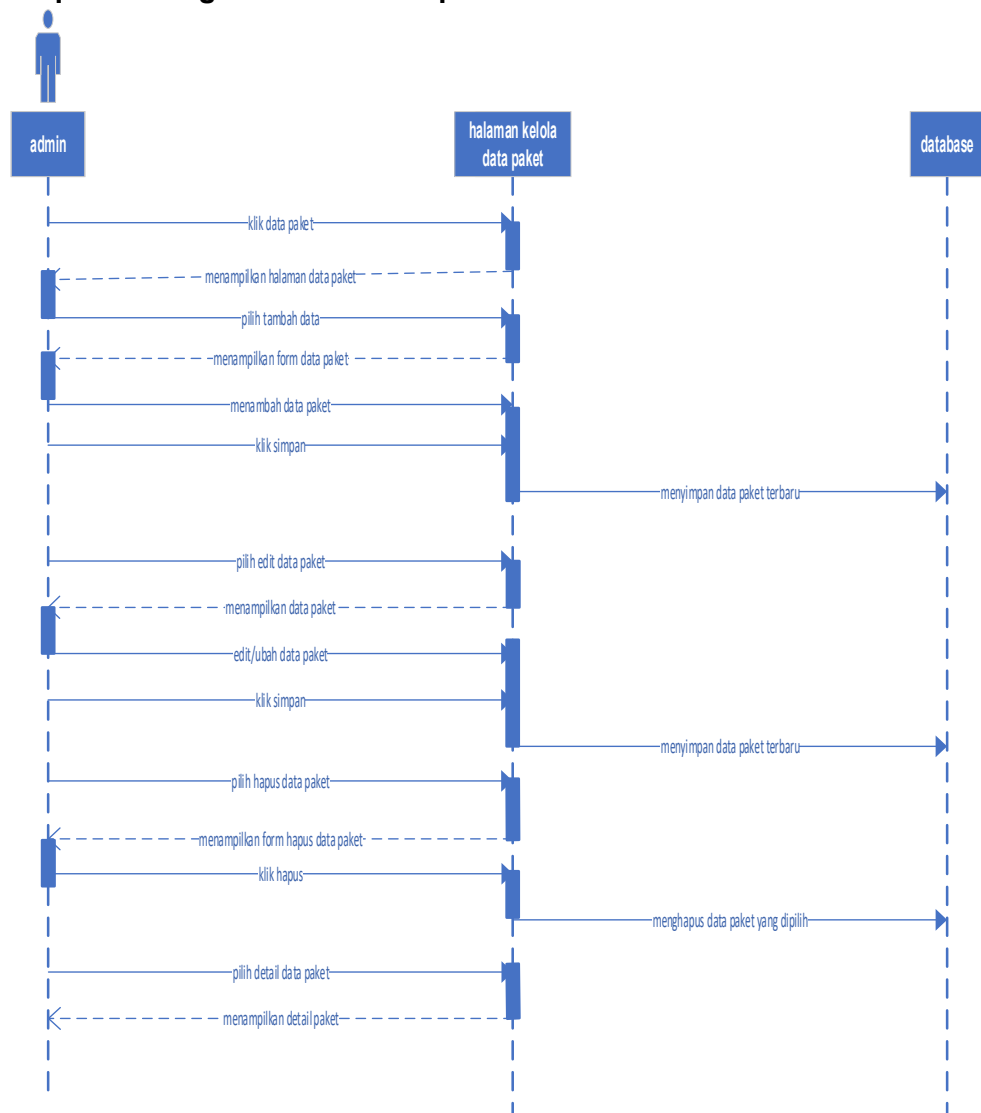 admin
halaman kelola
data paket
database
klik data paket
menampilkan halaman data paket
pilih tambah data
menampilkan form data paket
menambah data paket
klik simpan
menyimpan data paket terbaru
pilih edit data paket
menampilkan data paket
edit/ubah data paket
klik simpan
menyimpan data paket terbaru
pilih hapus data paket
menampilkan form hapus data paket
klik hapus
menghapus data paket yang dipilih
pilih detail data paket
menampilkan detail paket